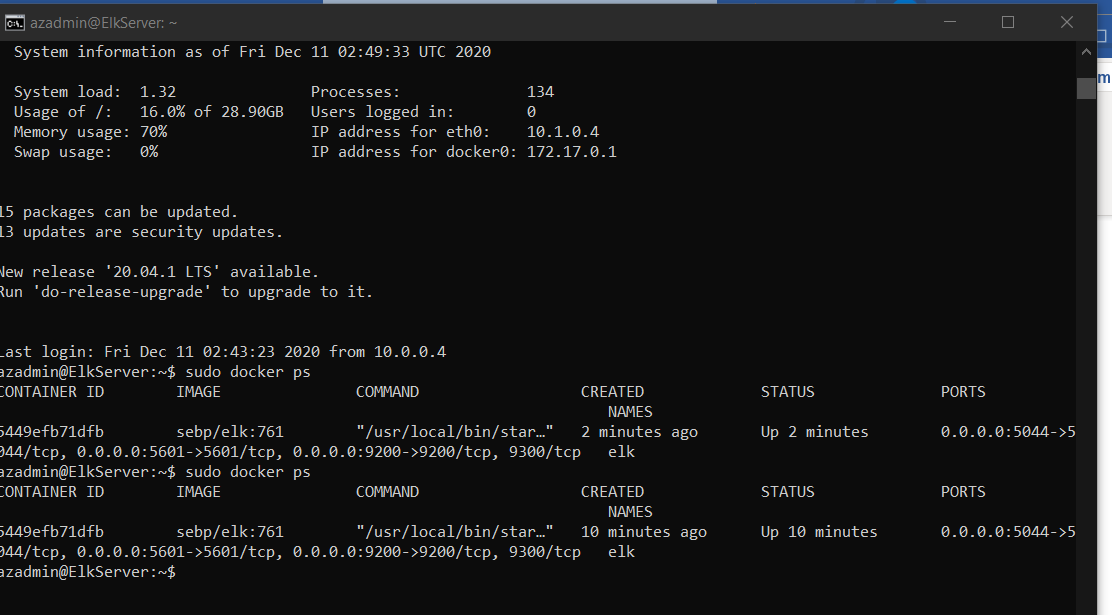 azadmin@ElkServer: ~
System information as of Fri Dec 11 02:49:33 UTC 2020
System load: 1.32 Processes: 134
Usage of /: 16.0% of 28.90GB Users logged in: 0
Memory usage: 70% IP address for eth0: 10.1.0.4
Swap usage: 0% IP address for docker0: 172.17.0.1
15 packages can be updated.
13 updates are security updates.
New release '20.04.1 LTS' available.
Run 'do-release-upgrade' to upgrade to it.
Last login: Fri Dec 11 02:43:23 2020 from 10.0.0.4
azadmin@ElkServer:~$ sudo docker ps
CONTAINER ID IMAGE COMMAND CREATED STATUS PORTS
NAMES
5449efb71dfb sebp/elk:761 "/usr/local/bin/star…" 2 minutes ago Up 2 minutes 0.0.0.0:5044->5
044/tcp, 0.0.0.0:5601->5601/tcp, 0.0.0.0:9200->9200/tcp, 9300/tcp elk
azadmin@ElkServer:~$ sudo docker ps
CONTAINER ID IMAGE COMMAND CREATED STATUS PORTS
NAMES
5449efb71dfb sebp/elk:761 "/usr/local/bin/star…" 10 minutes ago Up 10 minutes 0.0.0.0:5044->5
044/tcp, 0.0.0.0:5601->5601/tcp, 0.0.0.0:9200->9200/tcp, 9300/tcp elk
azadmin@ElkServer:~$